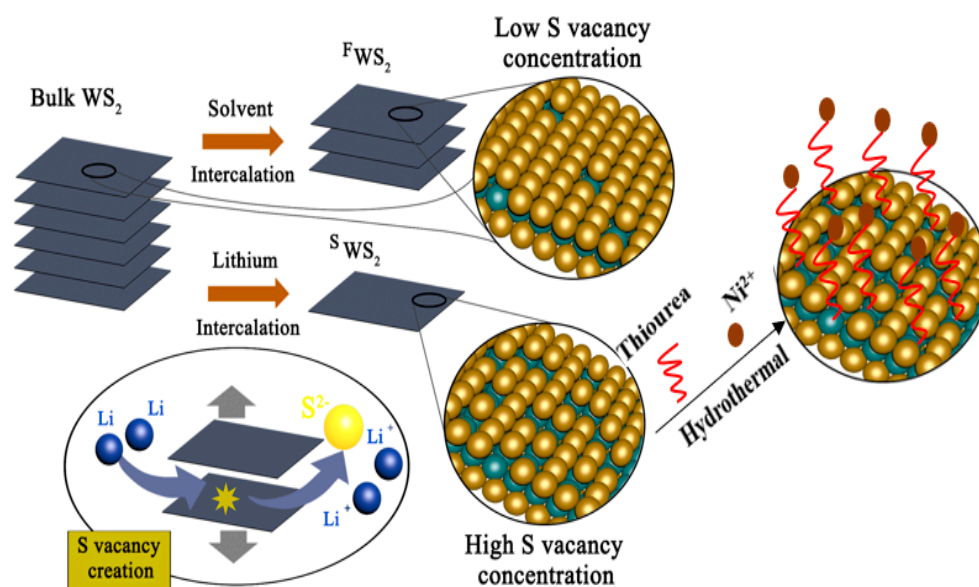 Low S vacancy
concentration
ᶠWS₂
Bulk WS₂
Solvent
Intercalation
ˢWS₂
Lithium
Intercalation
Thiourea
Ni²⁺
Hydrothermal
Li
Li
S²⁻
Li⁺
Li⁺
S vacancy
creation
High S vacancy
concentration